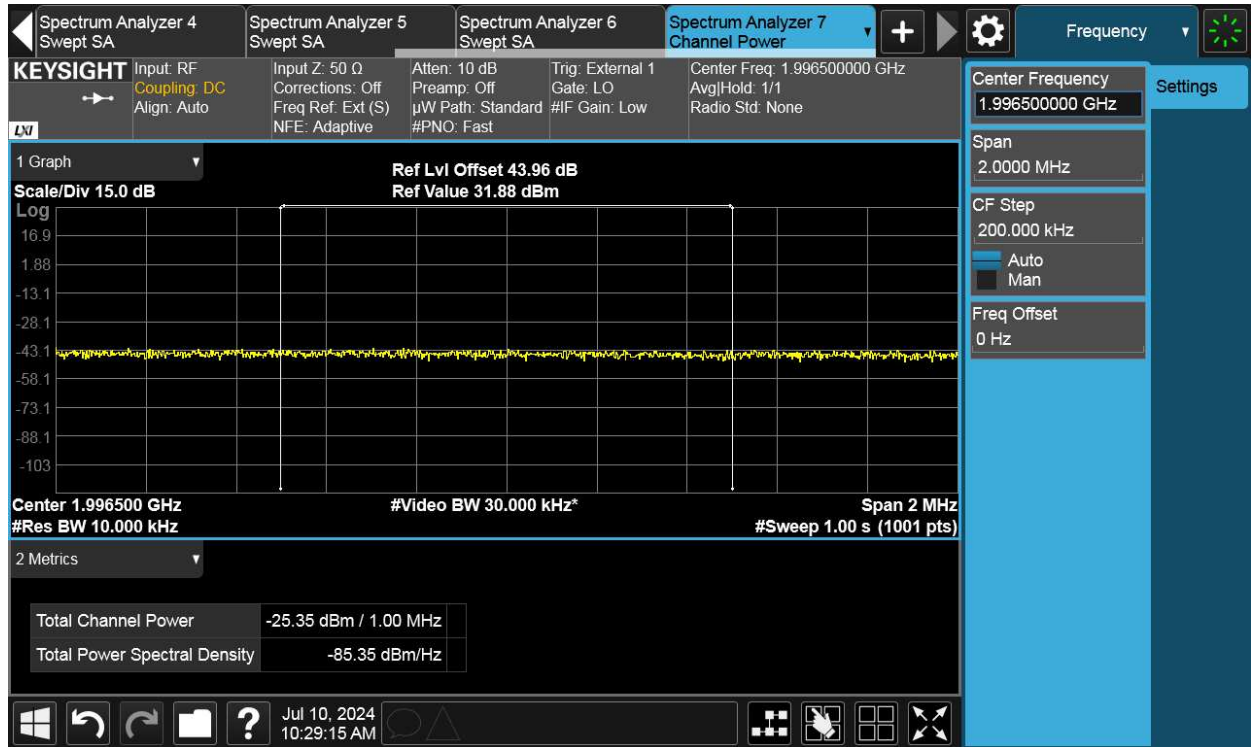 Spectrum Analyzer 4
Swept SA
Spectrum Analyzer 5
Swept SA
Spectrum Analyzer 6
Swept SA
Spectrum Analyzer 7
Channel Power
Frequency
KEYSIGHT
LXI
Input: RF
Coupling: DC
Align: Auto
Input Z: 50 Ω
Corrections: Off
Freq Ref: Ext (S)
NFE: Adaptive
Atten: 10 dB
Preamp: Off
µW Path: Standard
#PNO: Fast
Trig: External 1
Gate: LO
#IF Gain: Low
Center Freq: 1.996500000 GHz
Avg|Hold: 1/1
Radio Std: None
Center Frequency
1.996500000 GHz
Settings
Span
2.0000 MHz
CF Step
200.000 kHz
Auto
Man
Freq Offset
0 Hz
1 Graph
Ref Lvl Offset 43.96 dB
Scale/Div 15.0 dB
Ref Value 31.88 dBm
Log
16.9
1.88
-13.1
-28.1
-43.1
-58.1
-73.1
-88.1
-103
Center 1.996500 GHz
#Video BW 30.000 kHz*
Span 2 MHz
#Res BW 10.000 kHz
#Sweep 1.00 s (1001 pts)
2 Metrics
Total Channel Power
-25.35 dBm / 1.00 MHz
Total Power Spectral Density
-85.35 dBm/Hz
?
Jul 10, 2024
10:29:15 AM